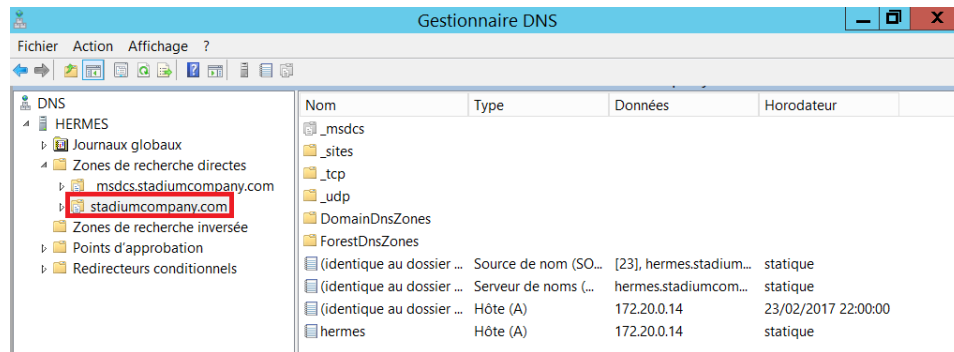 Gestionnaire DNS
Fichier Action Affichage ?
DNS
HERMES
Journaux globaux
Zones de recherche directes
_msdcs.stadiumcompany.com
stadiumcompany.com
Zones de recherche inversée
Points d'approbation
Redirecteurs conditionnels
Nom Type Données Horodateur
_msdcs
_sites
_tcp
_udp
DomainDnsZones
ForestDnsZones
(identique au dossier ... Source de nom (SO... [23], hermes.stadium... statique
(identique au dossier ... Serveur de noms (... hermes.stadiumcom... statique
(identique au dossier ... Hôte (A) 172.20.0.14 23/02/2017 22:00:00
hermes Hôte (A) 172.20.0.14 statique